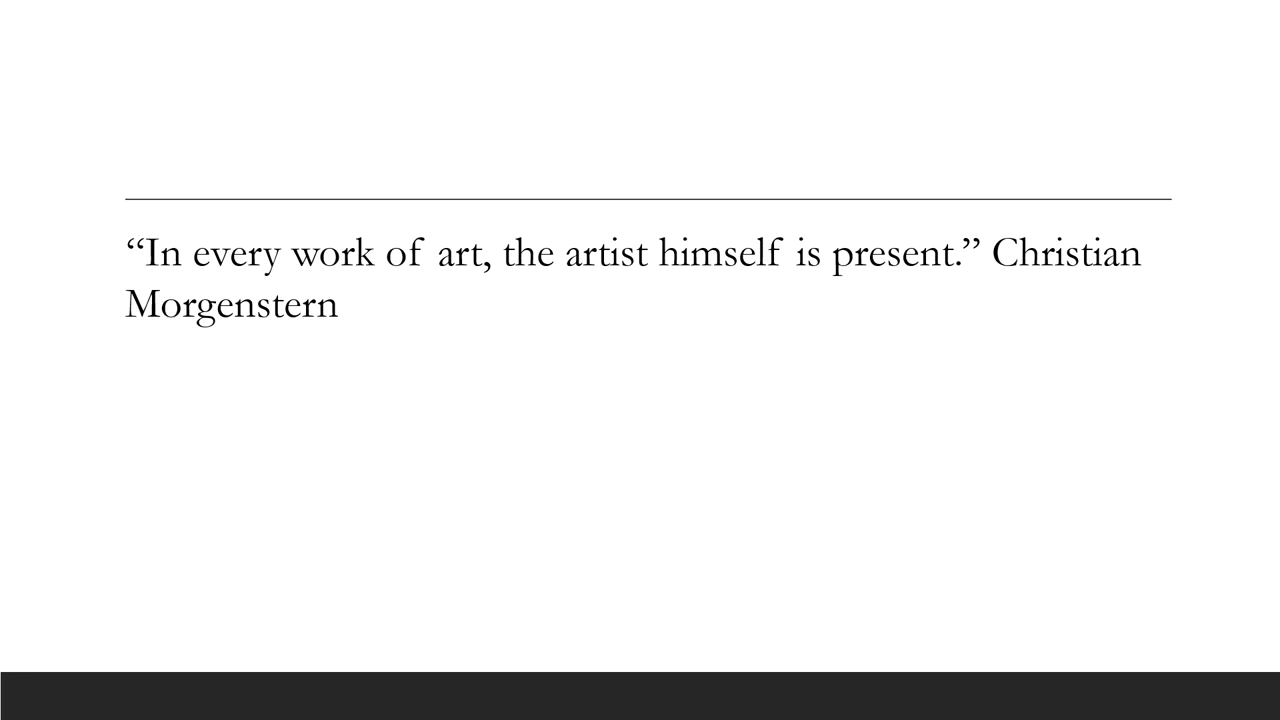 “In every work of art, the artist himself is present.” Christian
Morgenstern